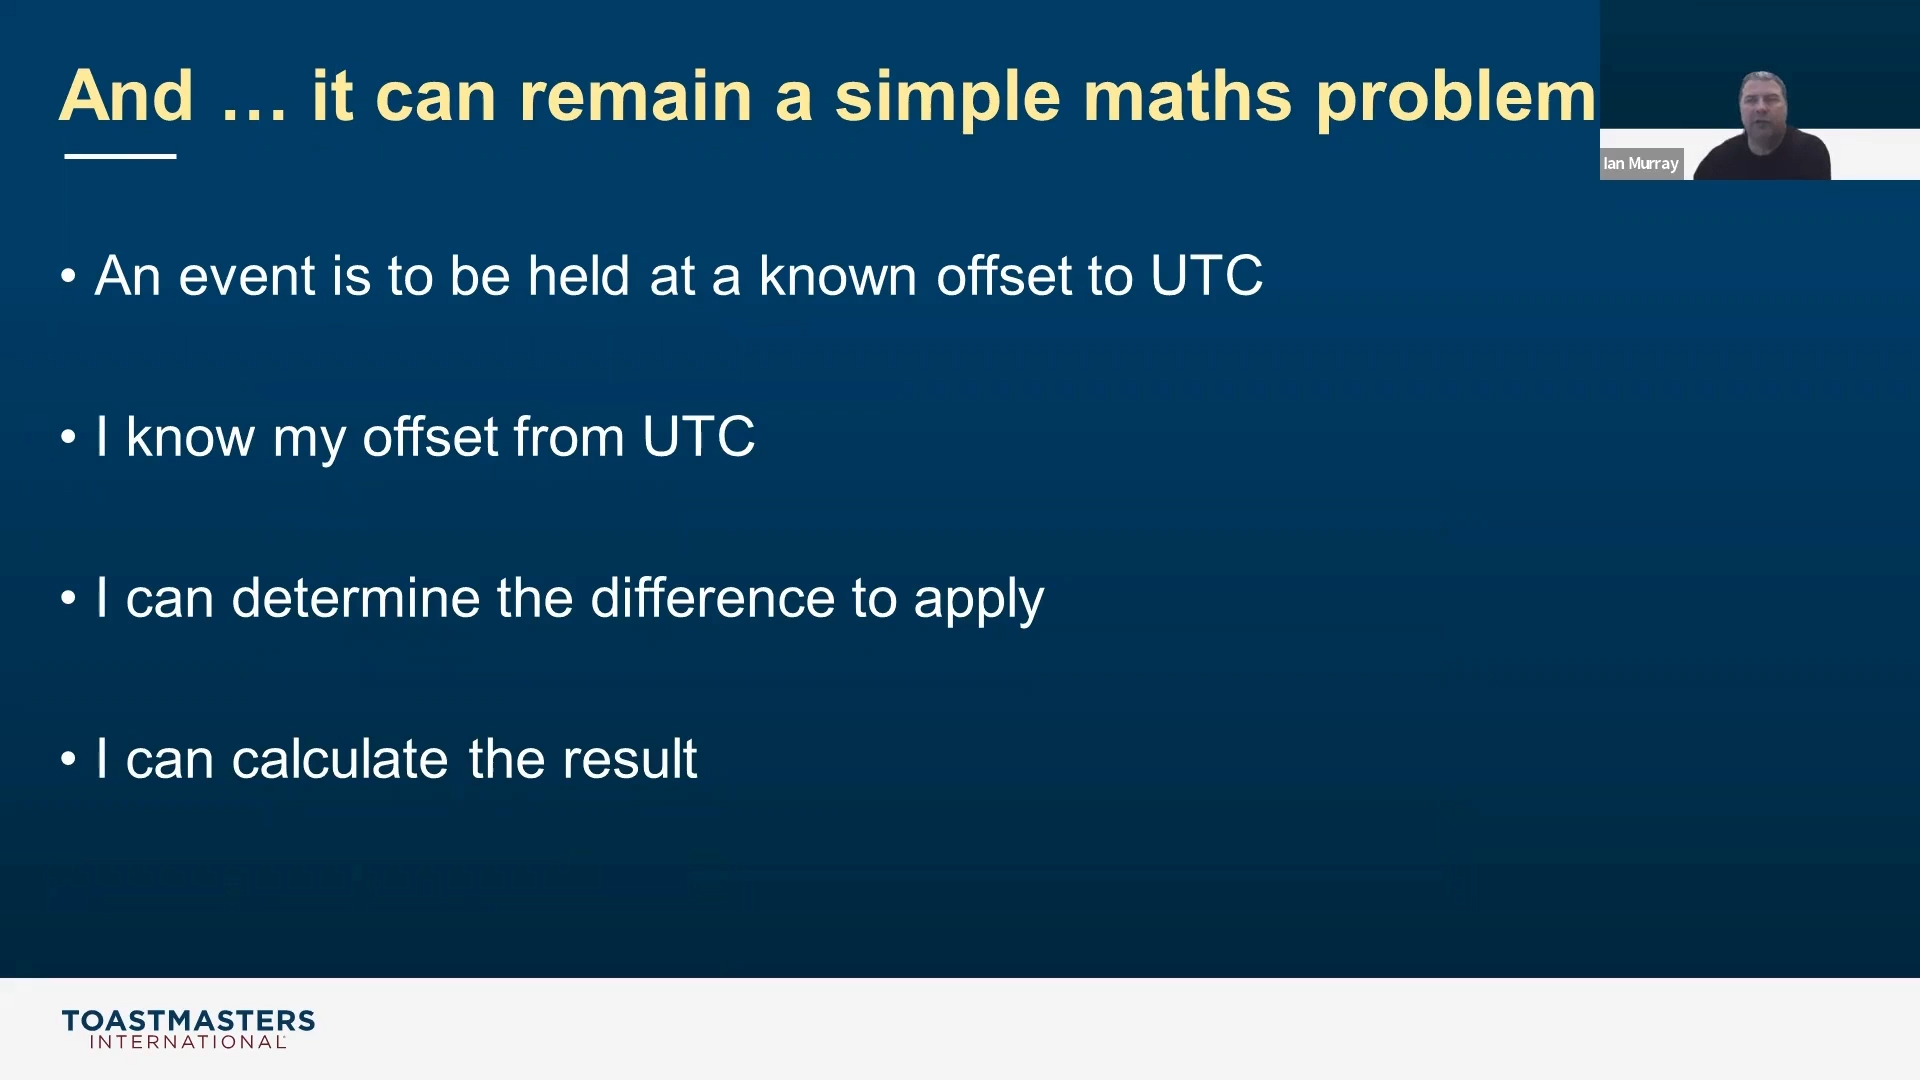 And … it can remain a simple maths problem
Ian Murray
• An event is to be held at a known offset to UTC
• I know my offset from UTC
• I can determine the difference to apply
• I can calculate the result
TOASTMASTERS
INTERNATIONAL